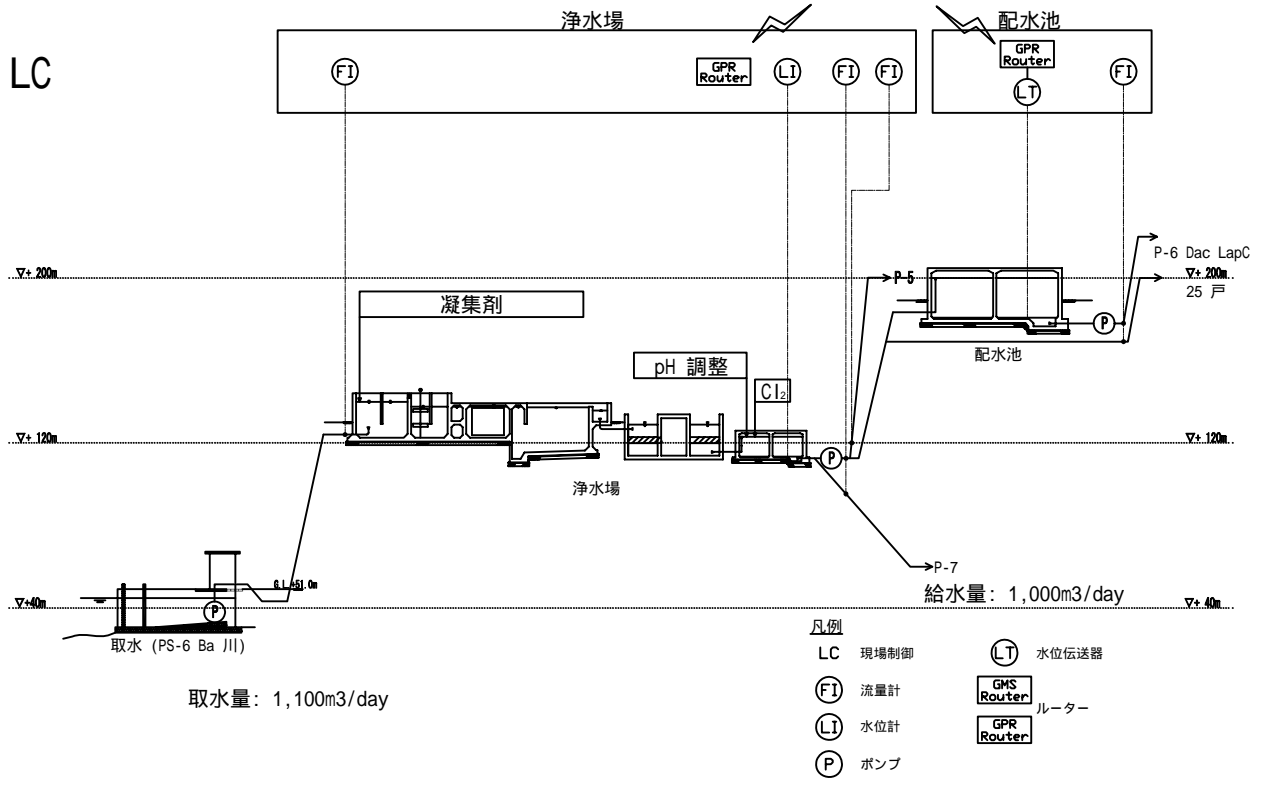 浄水場
配水池
LC
FI
GPR
Router
LI
FI
FI
GPR
Router
LT
FI
P-6 Dac LapC
▽+ 200m
P-5
▽+ 200m
25 戸
凝集剤
P
配水池
pH 調整
Cl₂
▽+ 120m
▽+ 120m
P
浄水場
G.L.+51.0m
P-7
給水量: 1,000m3/day
▽+40m
P
▽+ 40m
取水 (PS-6 Ba 川)
取水量: 1,100m3/day
凡例
LC 現場制御
LT 水位伝送器
FI 流量計
GMS
Router
ルーター
LI 水位計
GPR
Router
P ポンプ